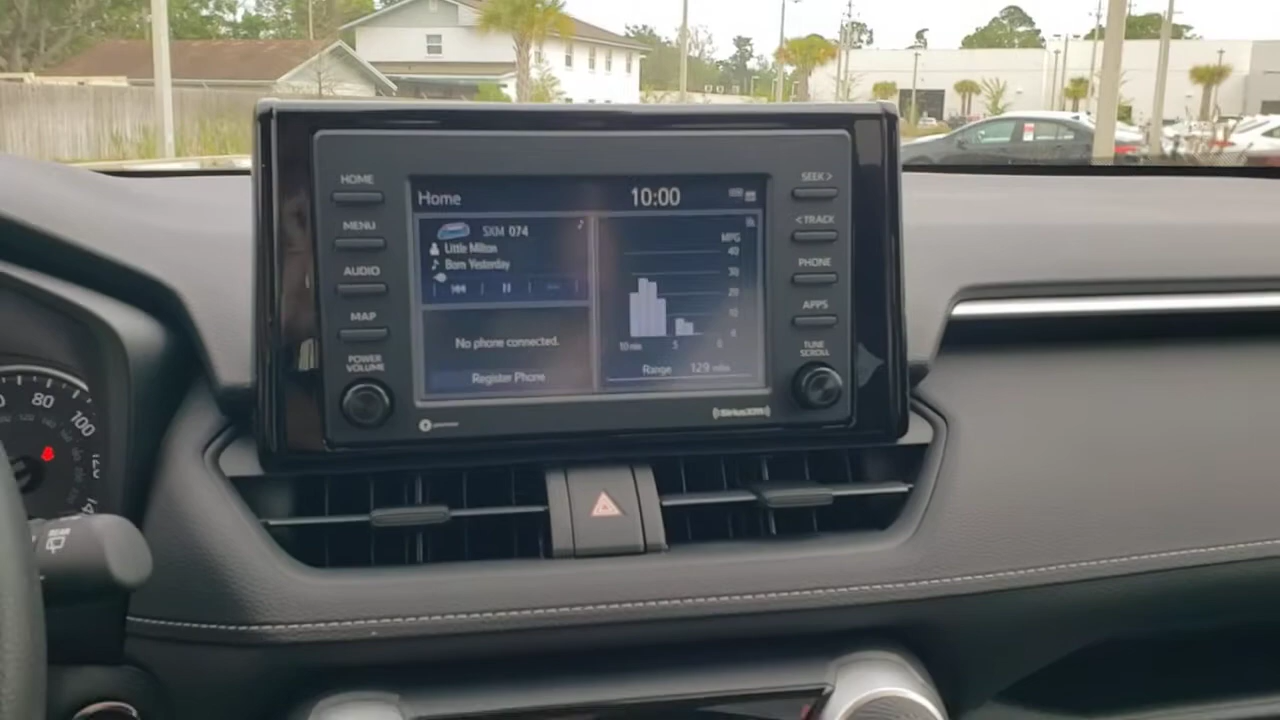 HOME
MENU
AUDIO
MAP
POWER
VOLUME
Home
10:00
SXM 074
Little Milton
Born Yesterday
No phone connected.
Register Phone
MPG
40
30
20
10
10 min
5
Range 129 miles
SEEK >
< TRACK
PHONE
APPS
TUNE
SCROLL
((SiriusXM))
80
100
120
REAR